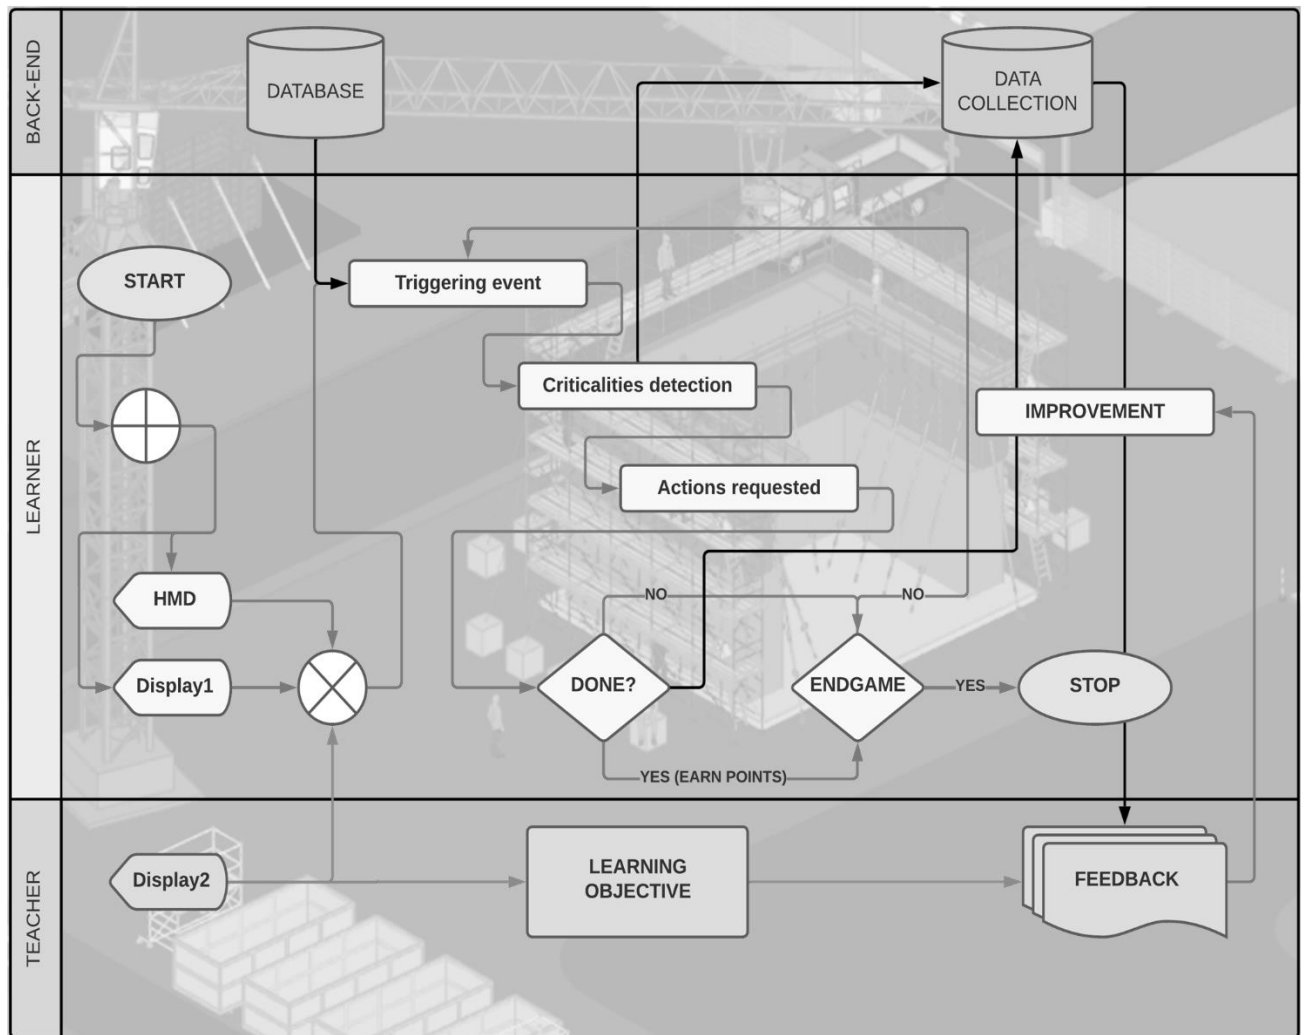 BACK-END
DATABASE
DATA
COLLECTION
LEARNER
START
Triggering event
Criticalities detection
IMPROVEMENT
Actions requested
HMD
NO
NO
Display1
DONE?
ENDGAME
YES
STOP
YES (EARN POINTS)
TEACHER
Display2
LEARNING
OBJECTIVE
FEEDBACK